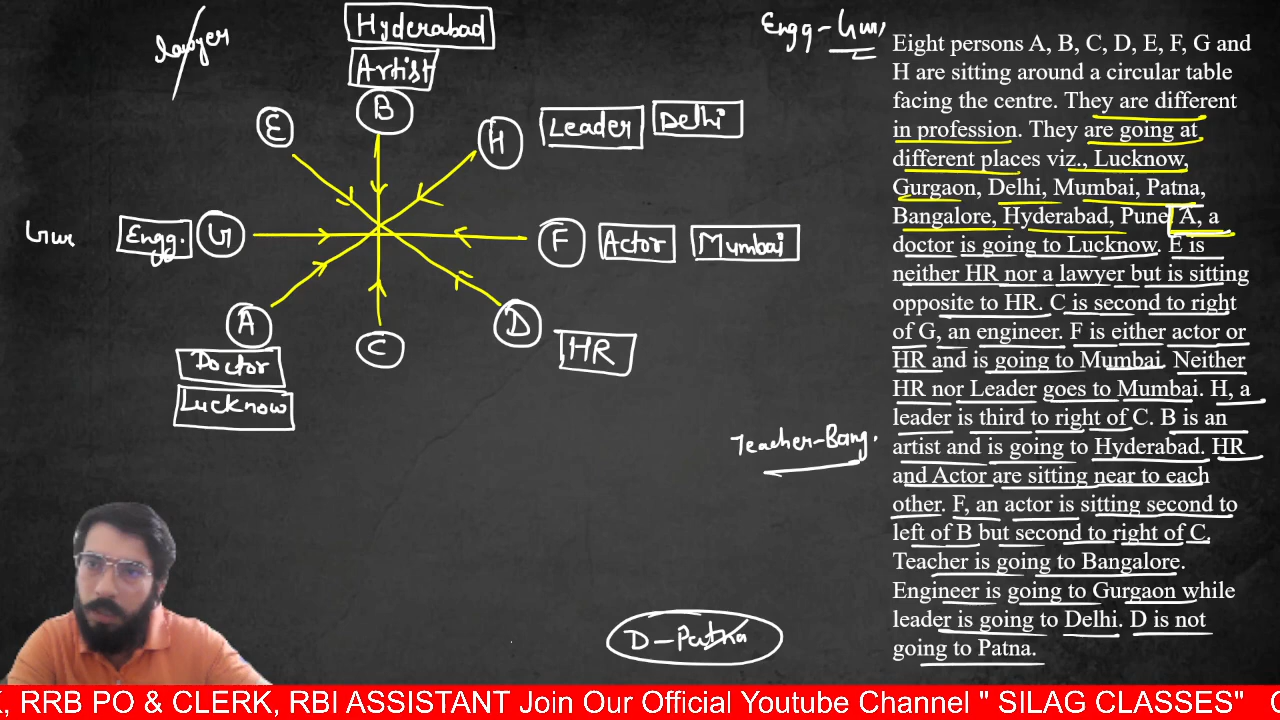 lawyer
Hyderabad
Artist
B
E
H
Leader
Delhi
Gur
Engg.
G
F
Actor
Mumbai
A
C
D
Doctor
Lucknow
HR
Engg - Gur
Teacher-Bang.
D - Patna
Eight persons A, B, C, D, E, F, G and
H are sitting around a circular table
facing the centre. They are different
in profession. They are going at
different places viz., Lucknow,
Gurgaon, Delhi, Mumbai, Patna,
Bangalore, Hyderabad, Pune. A, a
doctor is going to Lucknow. E is
neither HR nor a lawyer but is sitting
opposite to HR. C is second to right
of G, an engineer. F is either actor or
HR and is going to Mumbai. Neither
HR nor Leader goes to Mumbai. H, a
leader is third to right of C. B is an
artist and is going to Hyderabad. HR
and Actor are sitting near to each
other. F, an actor is sitting second to
left of B but second to right of C.
Teacher is going to Bangalore.
Engineer is going to Gurgaon while
leader is going to Delhi. D is not
going to Patna.
RRB PO & CLERK, RBI ASSISTANT Join Our Official Youtube Channel " SILAG CLASSES"